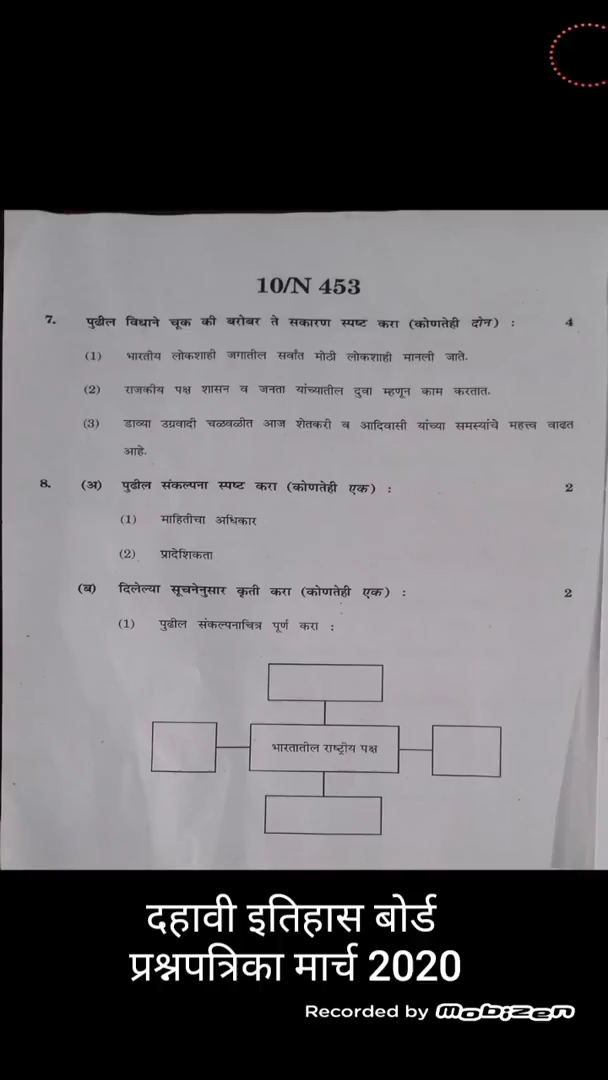 10/N 453
7. पुढील विधाने चूक की बरोबर ते सकारण स्पष्ट करा (कोणतेही दोन) : 4
(1) भारतीय लोकशाही जगातील सर्वांत मोठी लोकशाही मानली जाते.
(2) राजकीय पक्ष शासन व जनता यांच्यातील दुवा म्हणून काम करतात.
(3) डाव्या उग्रवादी चळवळीत आज शेतकरी व आदिवासी यांच्या समस्यांचे महत्त्व वाढत
आहे.
8. (अ) पुढील संकल्पना स्पष्ट करा (कोणतेही एक) : 2
(1) माहितीचा अधिकार
(2) प्रादेशिकता
(ब) दिलेल्या सूचनेनुसार कृती करा (कोणतेही एक) : 2
(1) पुढील संकल्पनाचित्र पूर्ण करा :
भारतातील राष्ट्रीय पक्ष
दहावी इतिहास बोर्ड
प्रश्नपत्रिका मार्च 2020
Recorded by Mobizen